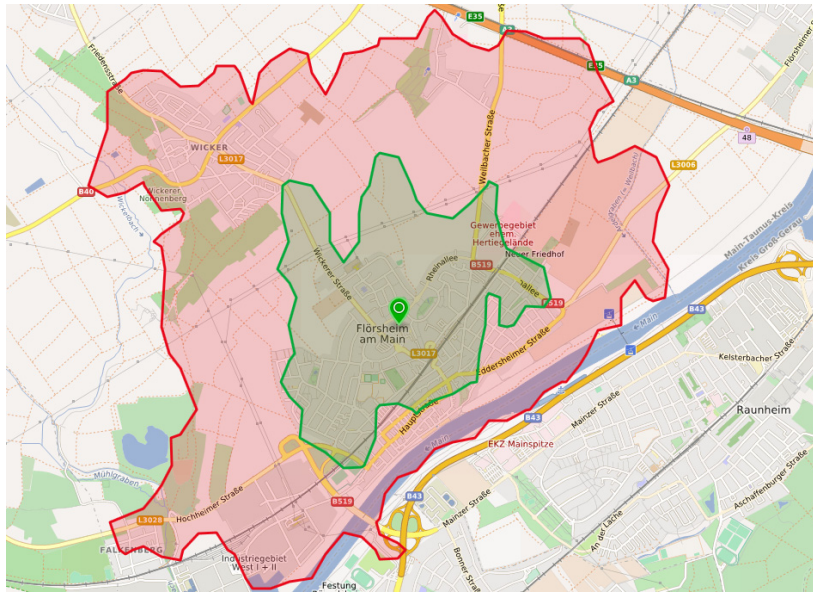 E35
A3
E35
A3
Flörsheimer St
48
Friedensstraße
WICKER
L3017
Weilbacher Straße
L3006
B40
Wickerer
Nonnenberg
Wickelbach
Main-Taunus-Kreis
Kreis Groß-Gerau
Gewerbegebiet
ehem.
Hertiegelände
Neuer Friedhof
Wickerer Straße
Rheinallee
B519
nallee
B519
Flörsheim
am Main
Main
B43
L3017
Eddersheimer Straße
Kelsterbacher Straße
Hauptstraße
B43
Mainzer Straße
Raunheim
Main
EKZ Mainspitze
Mühlgraben
Hochheimer Straße
B519
B43
Aschaffenburger Straße
L3028
Mainzer Straße
An der Lache
FALKENBERG
Industriegebiet
West I + II
Bonner Straße
Festung